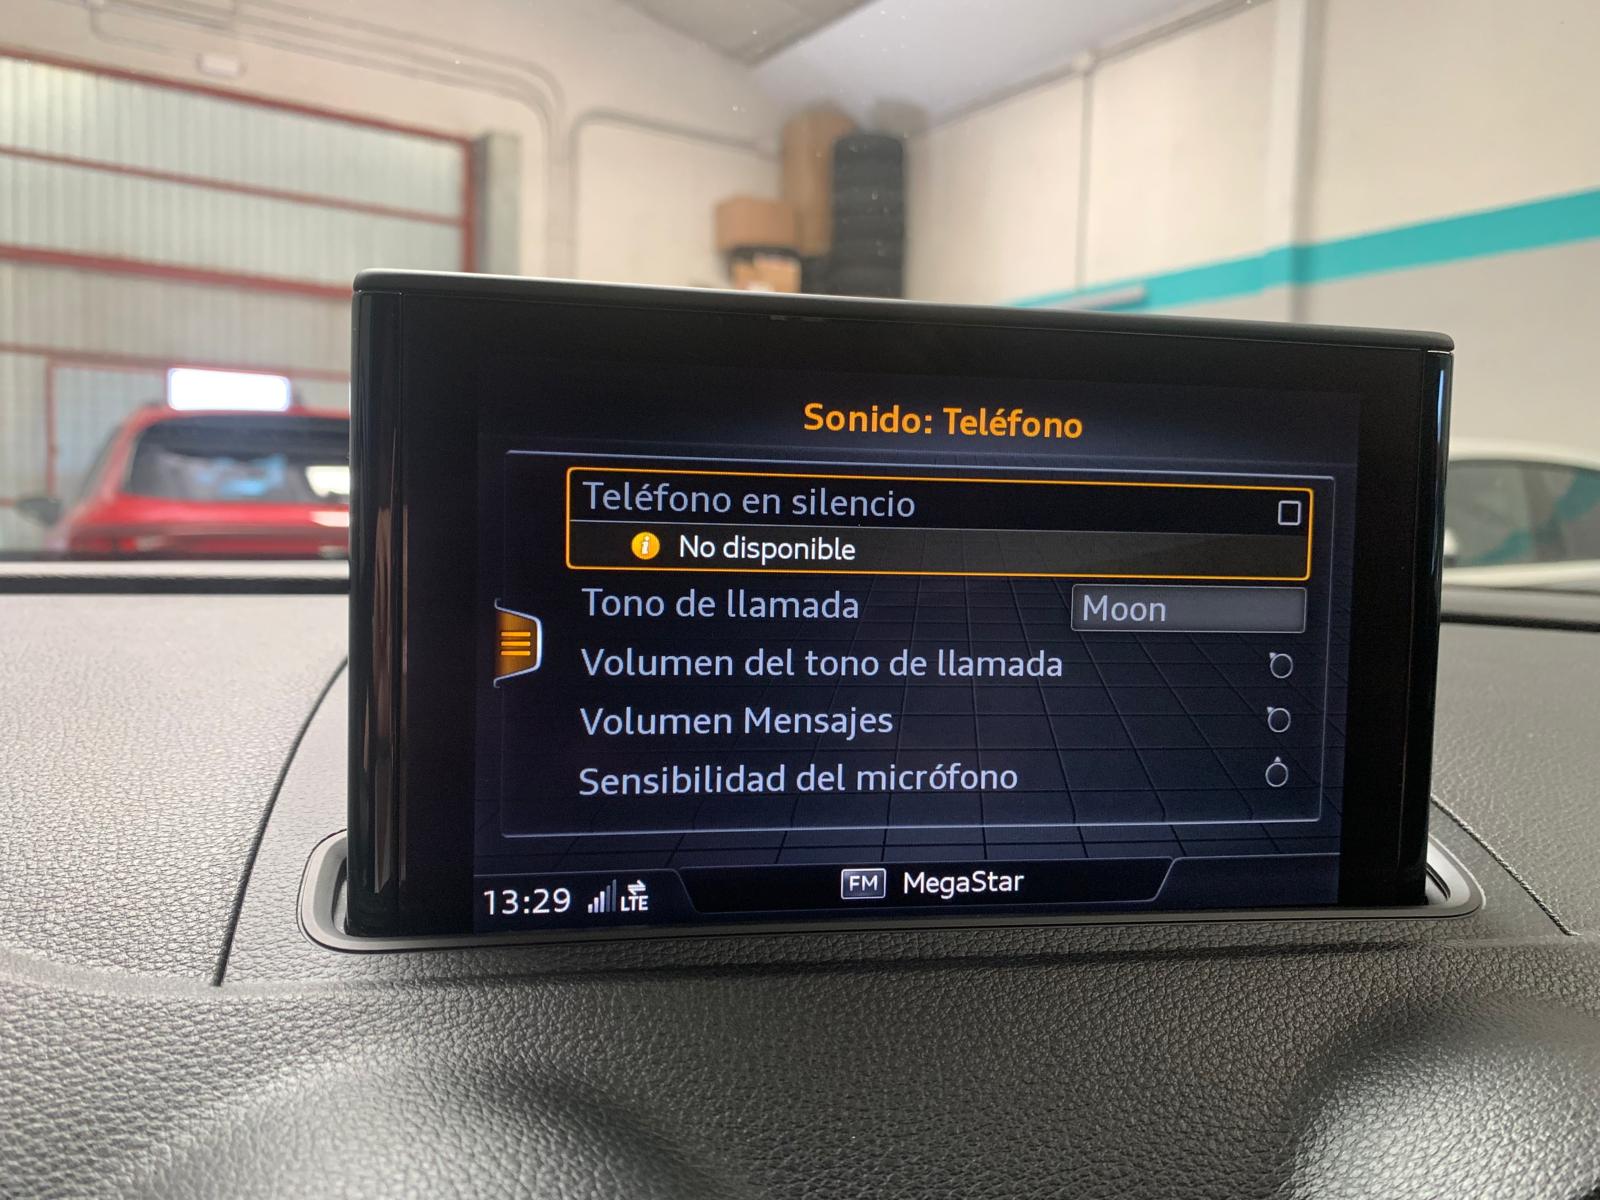 Sonido: Teléfono
Teléfono en silencio
i No disponible
Tono de llamada Moon
Volumen del tono de llamada
Volumen Mensajes
Sensibilidad del micrófono
13:29 LTE FM MegaStar